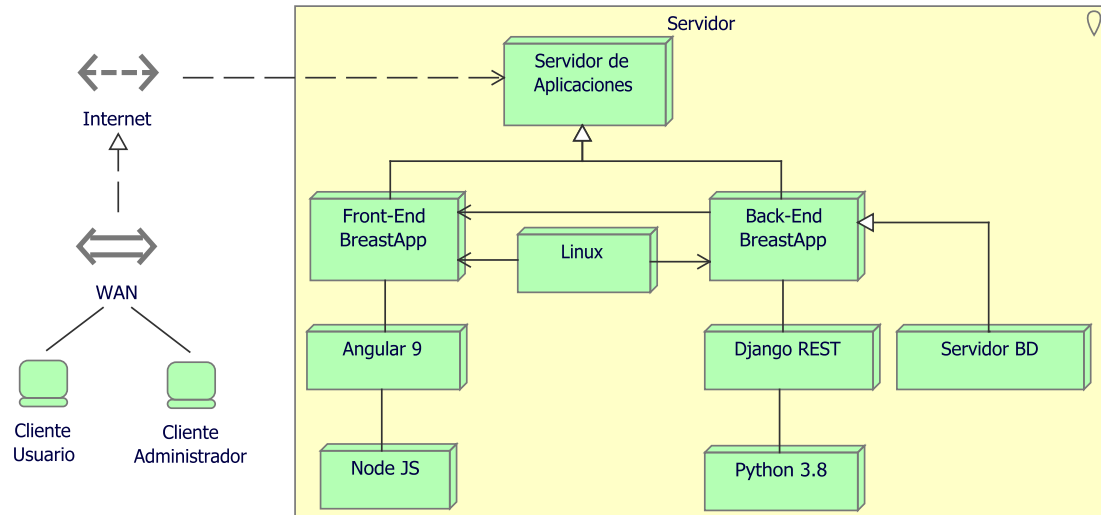 Servidor
Servidor de
Aplicaciones
Internet
Front-End
BreastApp
Back-End
BreastApp
Linux
WAN
Angular 9
Django REST
Servidor BD
Cliente
Usuario
Cliente
Administrador
Node JS
Python 3.8